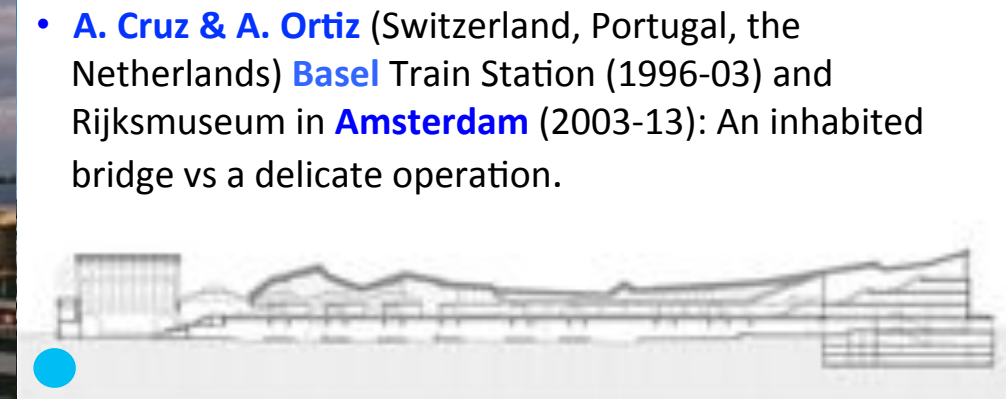 • A. Cruz & A. Ortiz (Switzerland, Portugal, the
Netherlands) Basel Train Station (1996-03) and
Rijksmuseum in Amsterdam (2003-13): An inhabited
bridge vs a delicate operation.